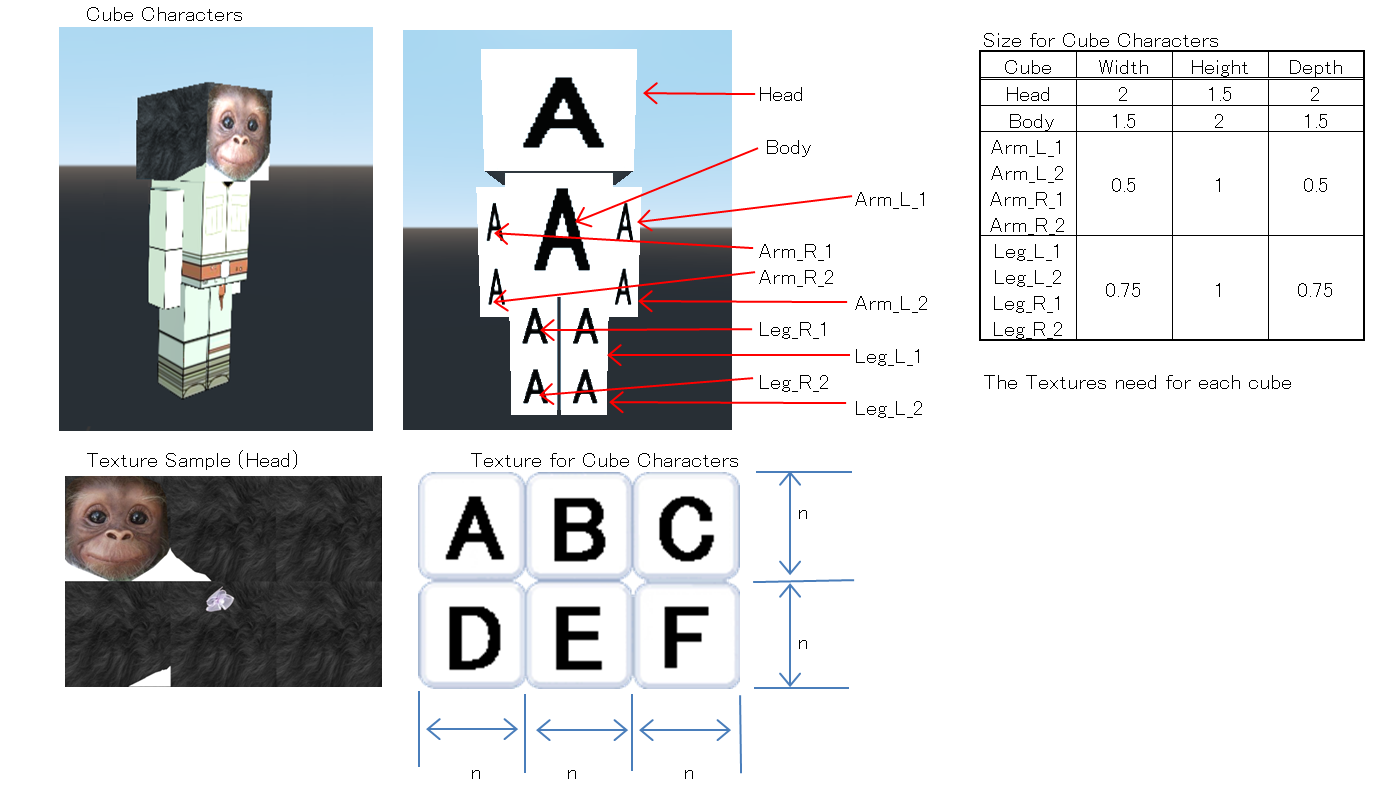 Cube Characters
A
A
A
A
A
A
A
A
A
A
Head
Body
Arm_L_1
Arm_R_1
Arm_R_2
Arm_L_2
Leg_R_1
Leg_L_1
Leg_R_2
Leg_L_2
Size for Cube Characters
Cube Width Height Depth
Head 2 1.5 2
Body 1.5 2 1.5
Arm_L_1
Arm_L_2
Arm_R_1
Arm_R_2
0.5 1 0.5
Leg_L_1
Leg_L_2
Leg_R_1
Leg_R_2
0.75 1 0.75
The Textures need for each cube
Texture Sample (Head)
Texture for Cube Characters
A B C
D E F
n
n
n n n